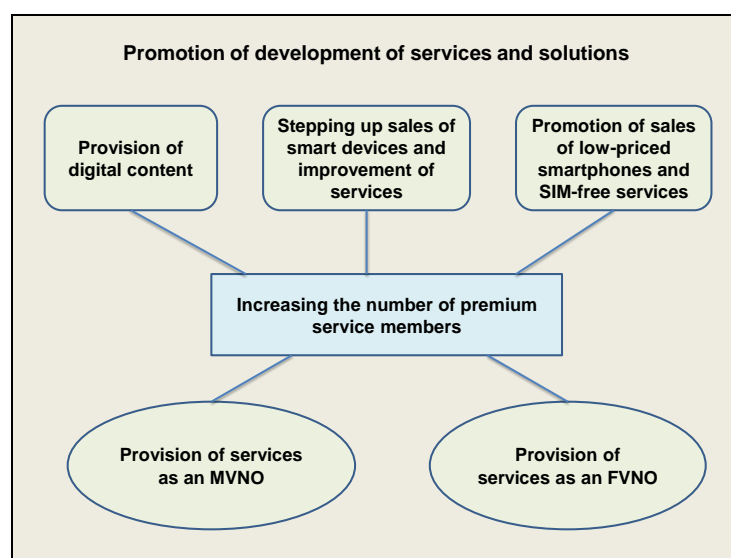 Promotion of development of services and solutions
Provision of
digital content
Stepping up sales of
smart devices and
improvement of
services
Promotion of sales
of low-priced
smartphones and
SIM-free services
Increasing the number of premium
service members
Provision of services
as an MVNO
Provision of
services as an FVNO